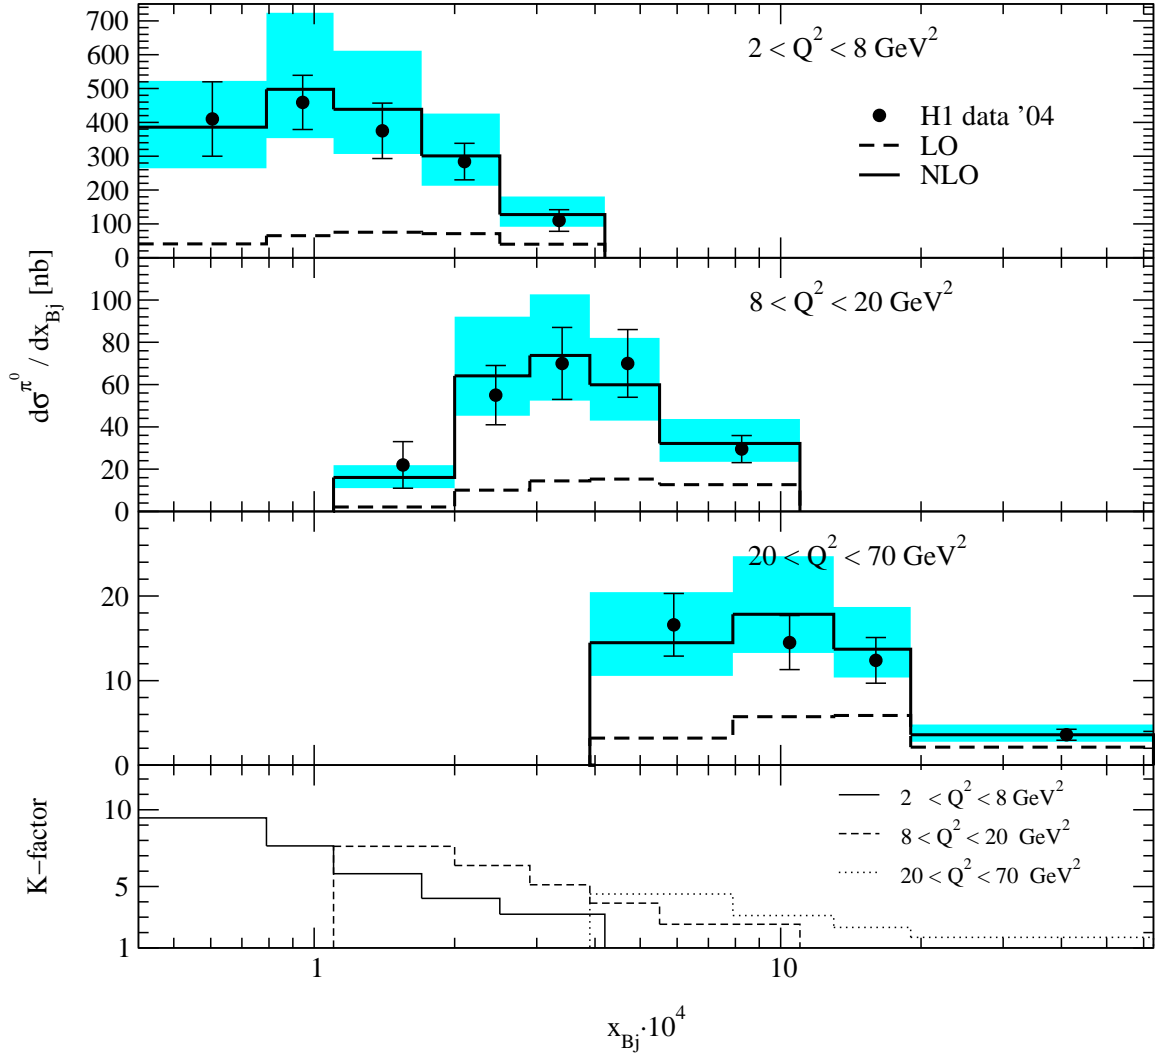 700
600
500
400
300
200
100
0
2 < Q² < 8 GeV²
H1 data '04
LO
NLO
100
80
60
40
20
0
8 < Q² < 20 GeV²
dσ^π⁰ / dx_Bj [nb]
20
10
0
20 < Q² < 70 GeV²
10
5
1
K−factor
2 < Q² < 8 GeV²
8 < Q² < 20 GeV²
20 < Q² < 70 GeV²
1
10
x_Bj·10⁴